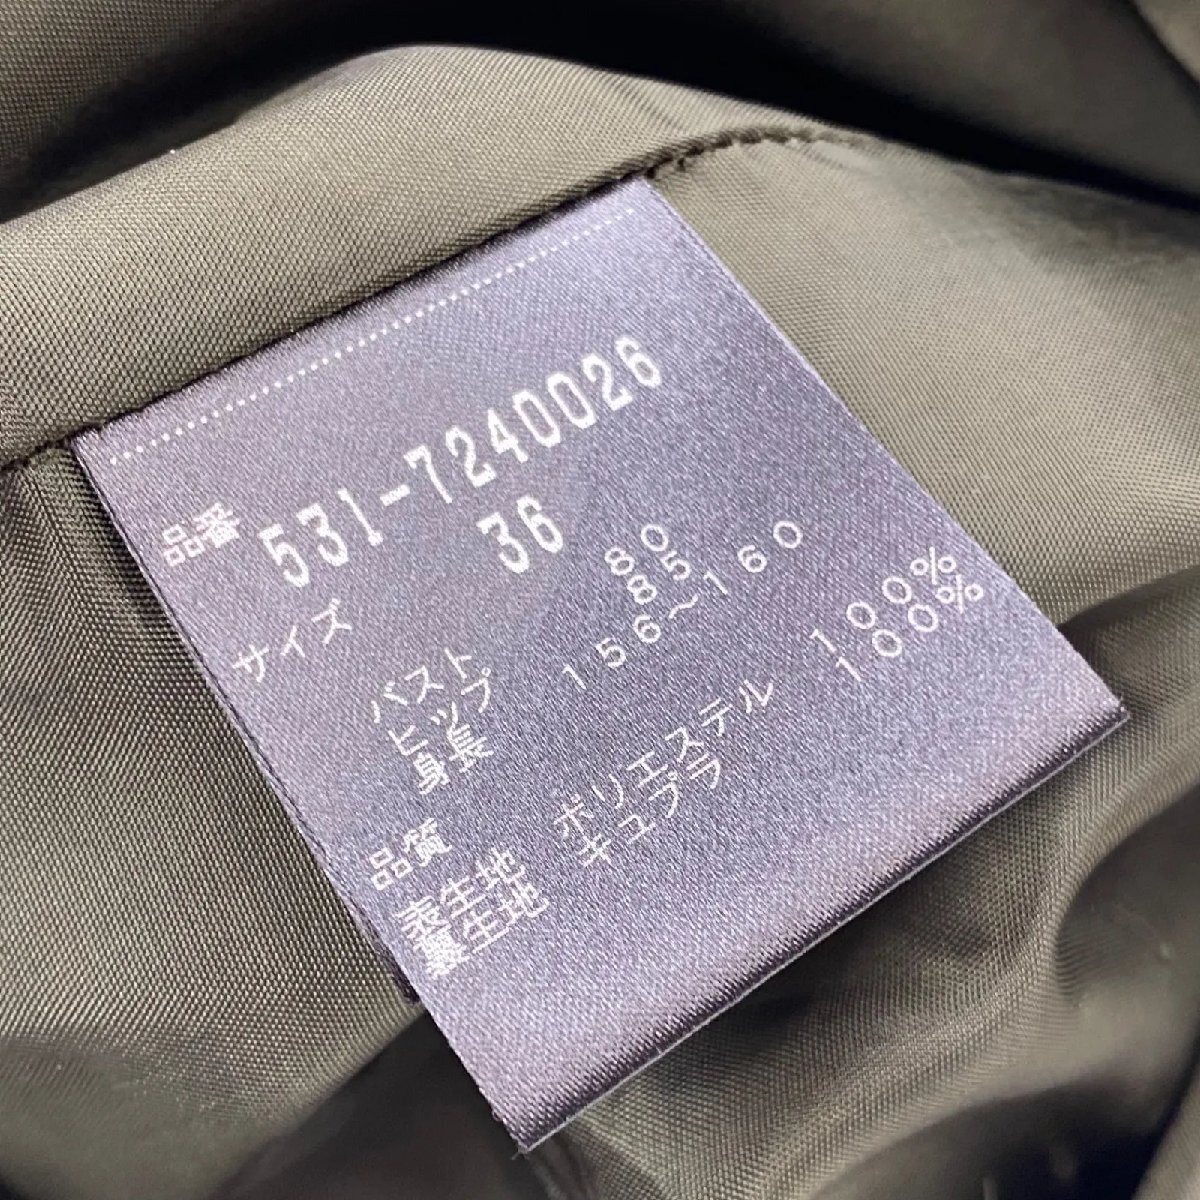 品番 531-7240026
サイズ 36
バスト 80
ヒップ 85
身長 156～160
品質
表生地 ポリエステル 100%
裏生地 キュプラ 100%